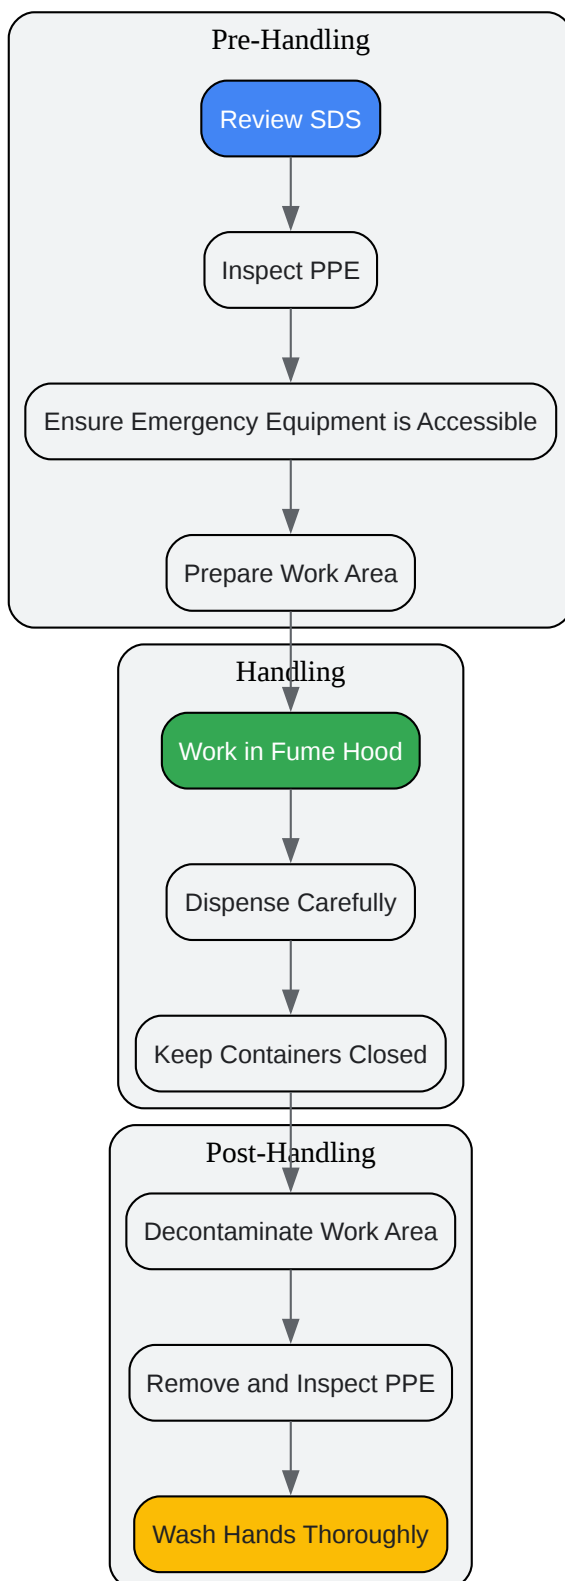 Pre-Handling
Review SDS
Inspect PPE
Ensure Emergency Equipment is Accessible
Prepare Work Area
Handling
Work in Fume Hood
Dispense Carefully
Keep Containers Closed
Post-Handling
Decontaminate Work Area
Remove and Inspect PPE
Wash Hands Thoroughly